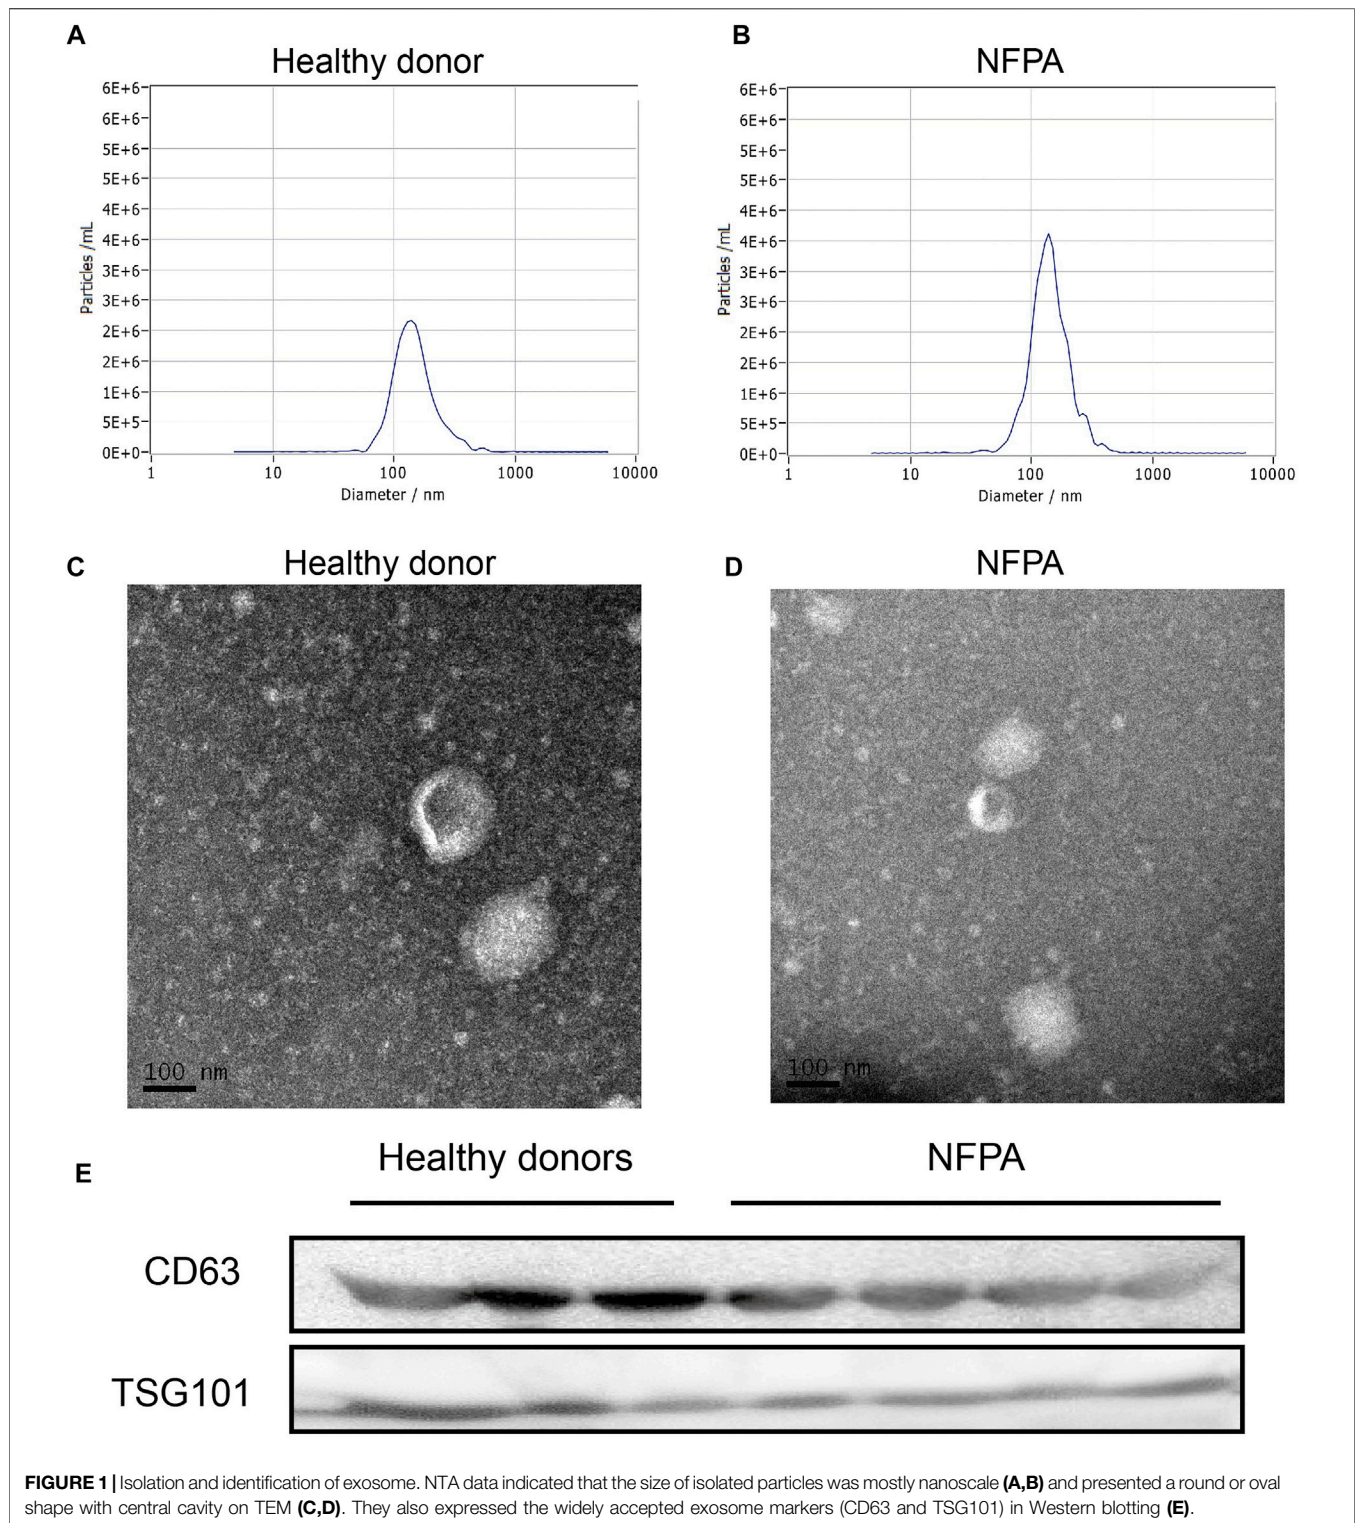 A
Healthy donor
6E+6
6E+6
5E+6
5E+6
4E+6
4E+6
3E+6
3E+6
2E+6
2E+6
1E+6
5E+5
0E+0
Particles /mL
1 10 100 1000 10000
Diameter / nm
B
NFPA
6E+6
6E+6
5E+6
5E+6
4E+6
4E+6
3E+6
3E+6
2E+6
2E+6
1E+6
5E+5
0E+0
Particles /mL
1 10 100 1000 10000
Diameter / nm
C
Healthy donor
100 nm
D
NFPA
100 nm
E
Healthy donors NFPA
CD63
TSG101
FIGURE 1 | Isolation and identification of exosome. NTA data indicated that the size of isolated particles was mostly nanoscale (A,B) and presented a round or oval
shape with central cavity on TEM (C,D). They also expressed the widely accepted exosome markers (CD63 and TSG101) in Western blotting (E).